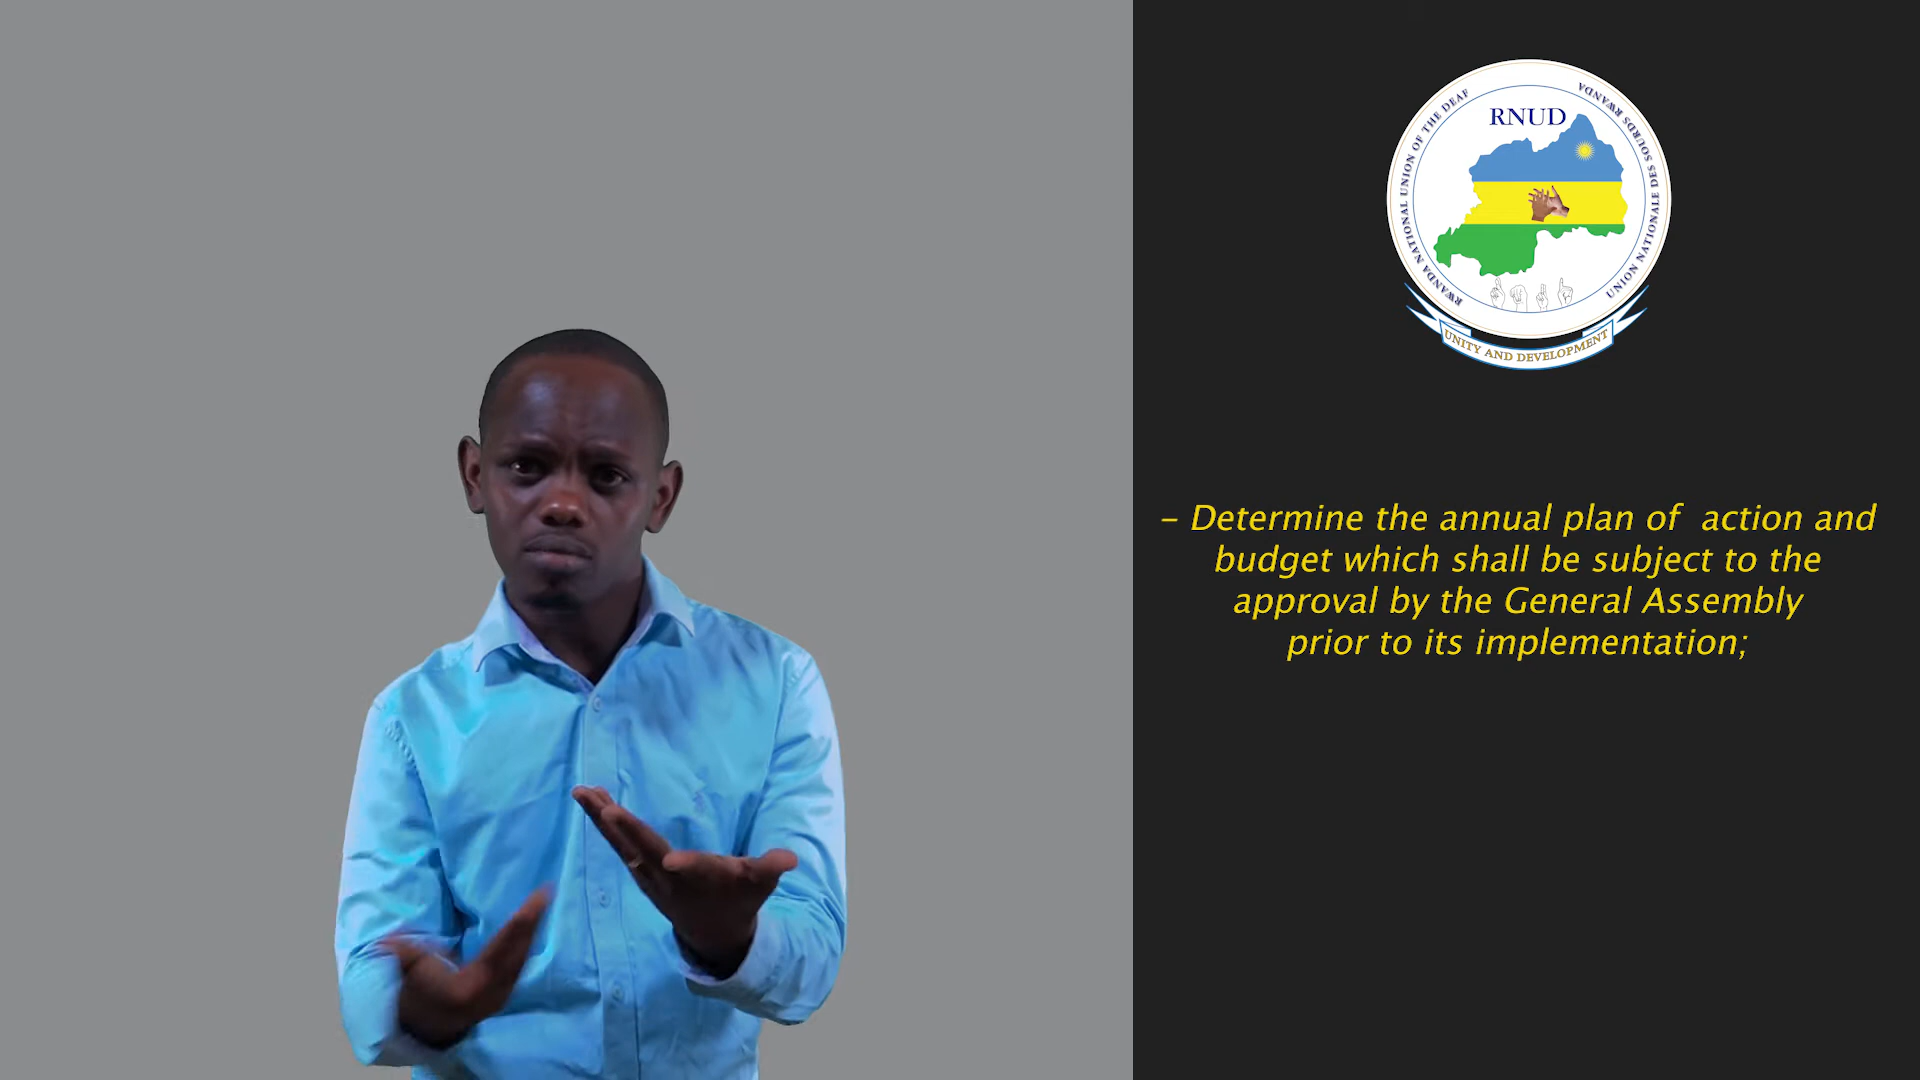 RNUD
RWANDA NATIONAL UNION OF THE DEAF
UNION NATIONALE DES SOURDS RWANDA
UNITY AND DEVELOPMENT
- Determine the annual plan of action and
budget which shall be subject to the
approval by the General Assembly
prior to its implementation;